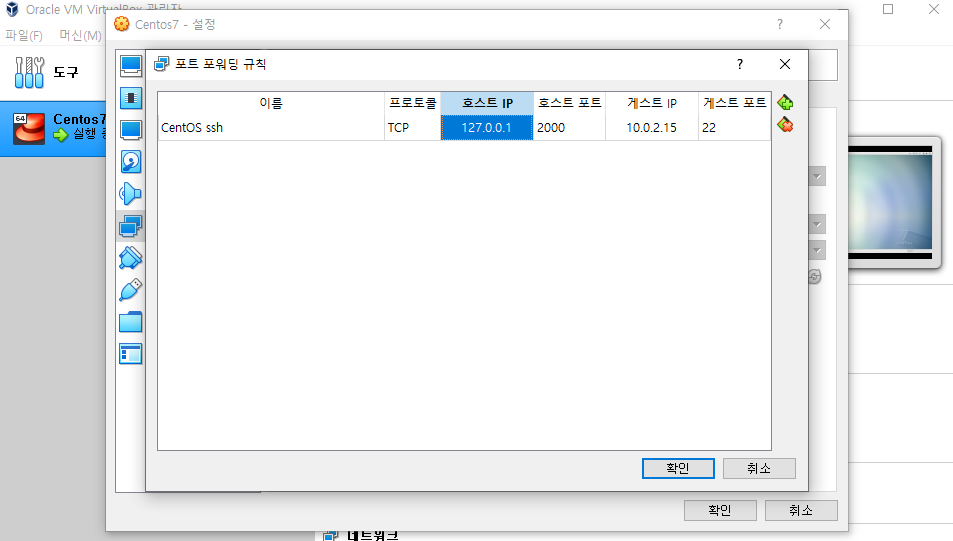 Oracle VM VirtualBox 관리자
파일(F) 머신(M)
도구
64
Centos7
실행 중
Centos7 - 설정
?
포트 포워딩 규칙
?
이름 프로토콜 호스트 IP 호스트 포트 게스트 IP 게스트 포트
CentOS ssh TCP 127.0.0.1 2000 10.0.2.15 22
확인 취소
확인 취소
네트워크